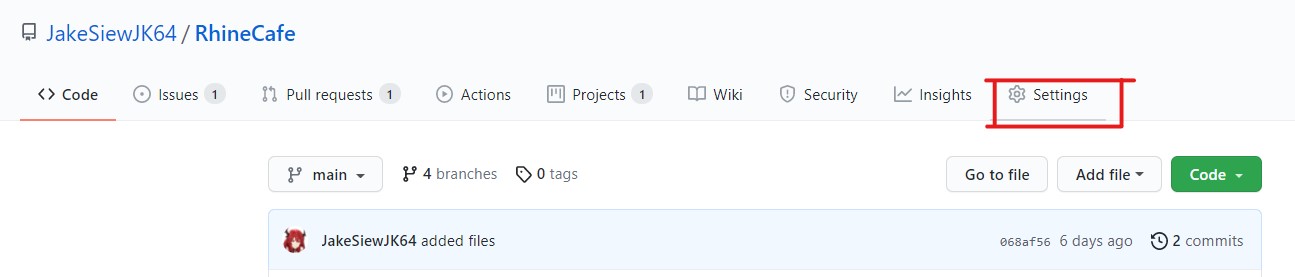 JakeSiewJK64 / RhineCafe
Code Issues 1 Pull requests 1 Actions Projects 1 Wiki Security Insights Settings
main 4 branches 0 tags Go to file Add file Code
JakeSiewJK64 added files 068af56 6 days ago 2 commits